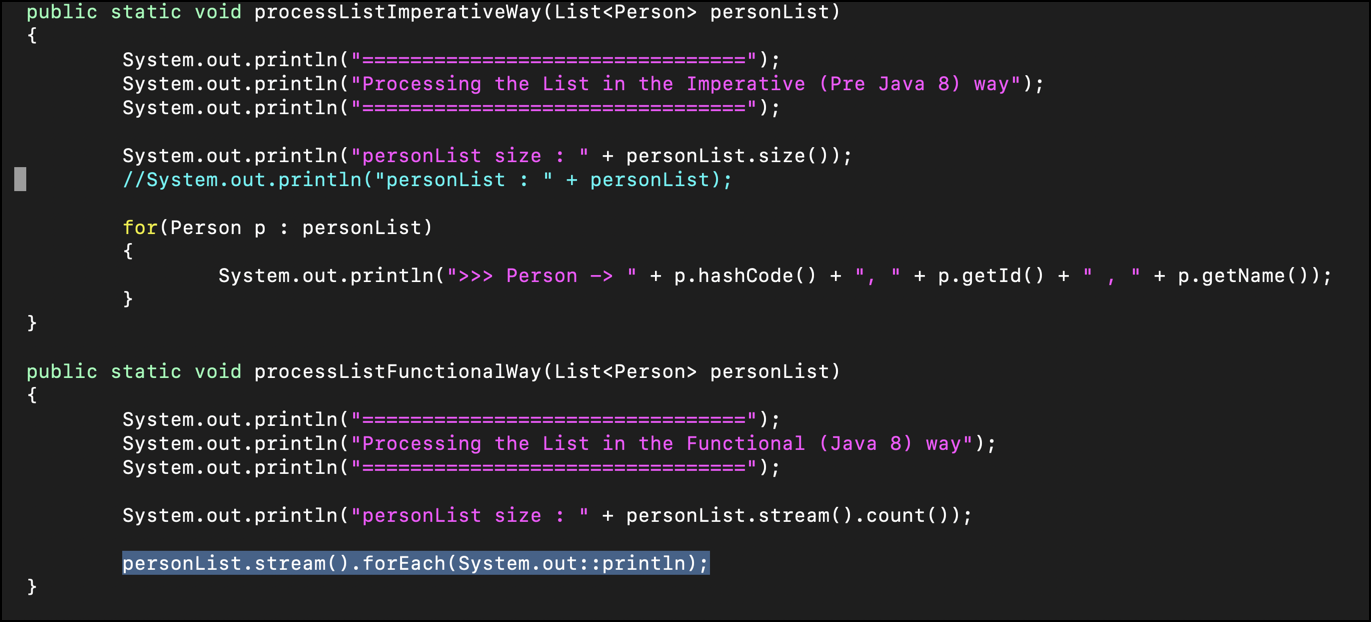 public static void processListImperativeWay(List<Person> personList)
{
System.out.println("================================");
System.out.println("Processing the List in the Imperative (Pre Java 8) way");
System.out.println("================================");
System.out.println("personList size : " + personList.size());
//System.out.println("personList : " + personList);
for(Person p : personList)
{
System.out.println(">>> Person -> " + p.hashCode() + ", " + p.getId() + " , " + p.getName());
}
}
public static void processListFunctionalWay(List<Person> personList)
{
System.out.println("================================");
System.out.println("Processing the List in the Functional (Java 8) way");
System.out.println("================================");
System.out.println("personList size : " + personList.stream().count());
personList.stream().forEach(System.out::println);
}